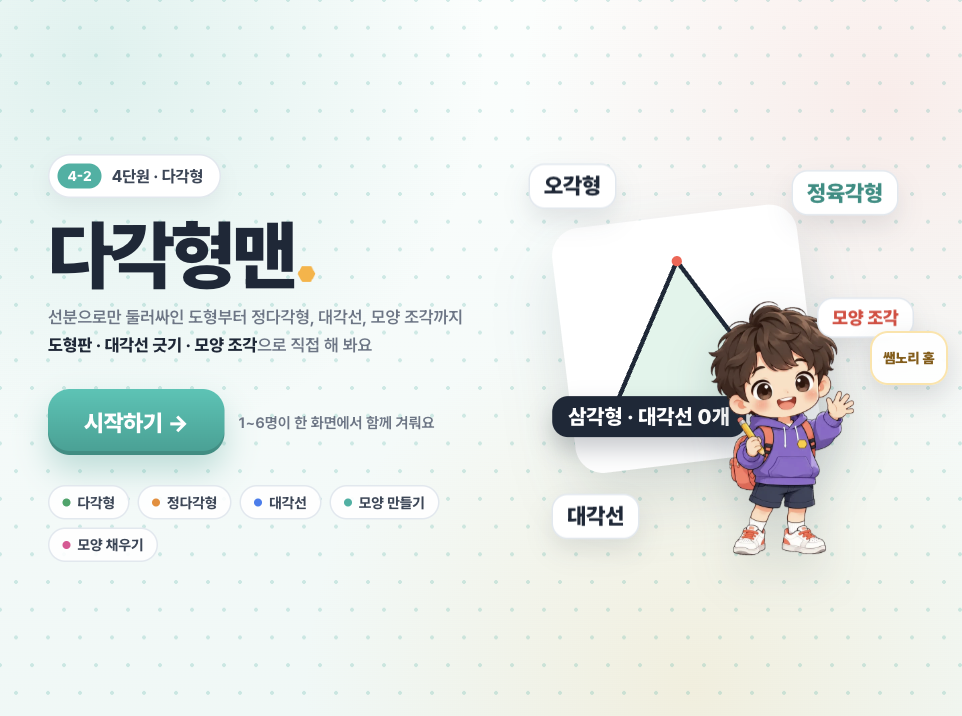 4-2 4단원 · 다각형
다각형맨
선분으로만 둘러싸인 도형부터 정다각형, 대각선, 모양 조각까지
도형판 · 대각선 긋기 · 모양 조각으로 직접 해 봐요
시작하기 →
1~6명이 한 화면에서 함께 겨뤄요
다각형
정다각형
대각선
모양 만들기
모양 채우기
오각형
정육각형
모양 조각
쌤노리 홈
삼각형 · 대각선 0개
대각선